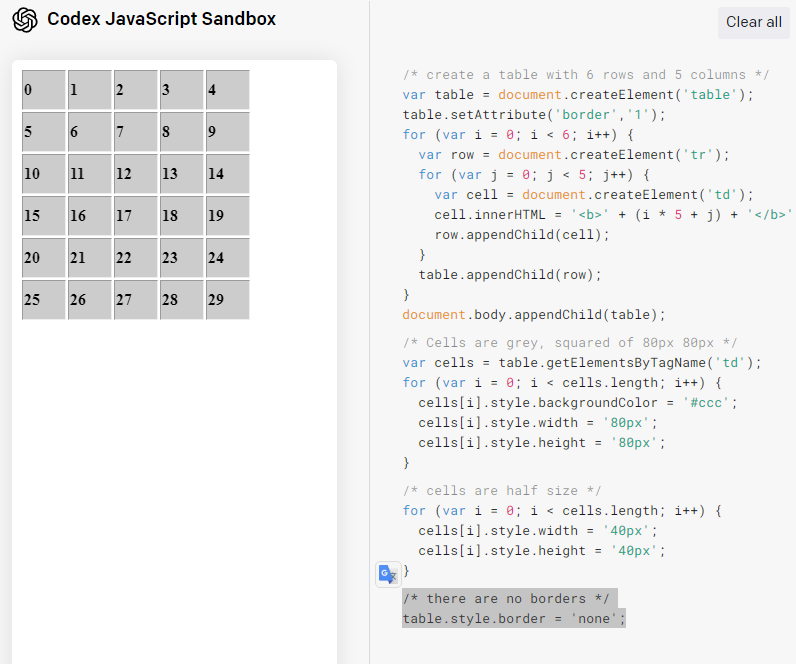 Codex JavaScript Sandbox
Clear all
0 1 2 3 4
5 6 7 8 9
10 11 12 13 14
15 16 17 18 19
20 21 22 23 24
25 26 27 28 29
/* create a table with 6 rows and 5 columns */
var table = document.createElement('table');
table.setAttribute('border','1');
for (var i = 0; i < 6; i++) {
  var row = document.createElement('tr');
  for (var j = 0; j < 5; j++) {
    var cell = document.createElement('td');
    cell.innerHTML = '<b>' + (i * 5 + j) + '</b>'
    row.appendChild(cell);
  }
  table.appendChild(row);
}
document.body.appendChild(table);
/* Cells are grey, squared of 80px 80px */
var cells = table.getElementsByTagName('td');
for (var i = 0; i < cells.length; i++) {
  cells[i].style.backgroundColor = '#ccc';
  cells[i].style.width = '80px';
  cells[i].style.height = '80px';
}
/* cells are half size */
for (var i = 0; i < cells.length; i++) {
  cells[i].style.width = '40px';
  cells[i].style.height = '40px';
}
/* there are no borders */
table.style.border = 'none';